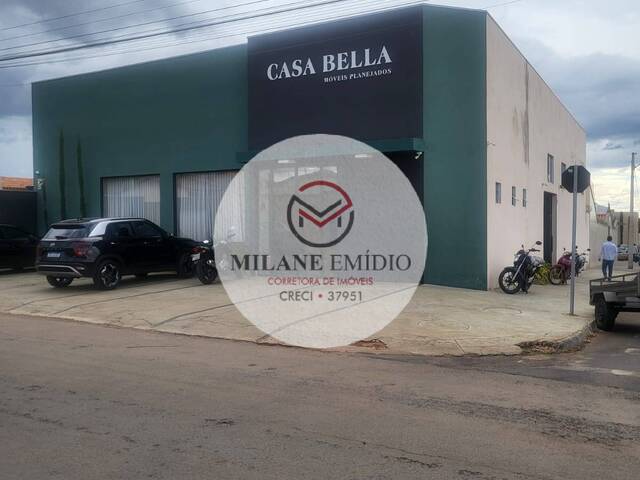 CASA BELLA
MÓVEIS PLANEJADOS
MILANE EMÍDIO
CORRETORA DE IMÓVEIS
CRECI • 37951